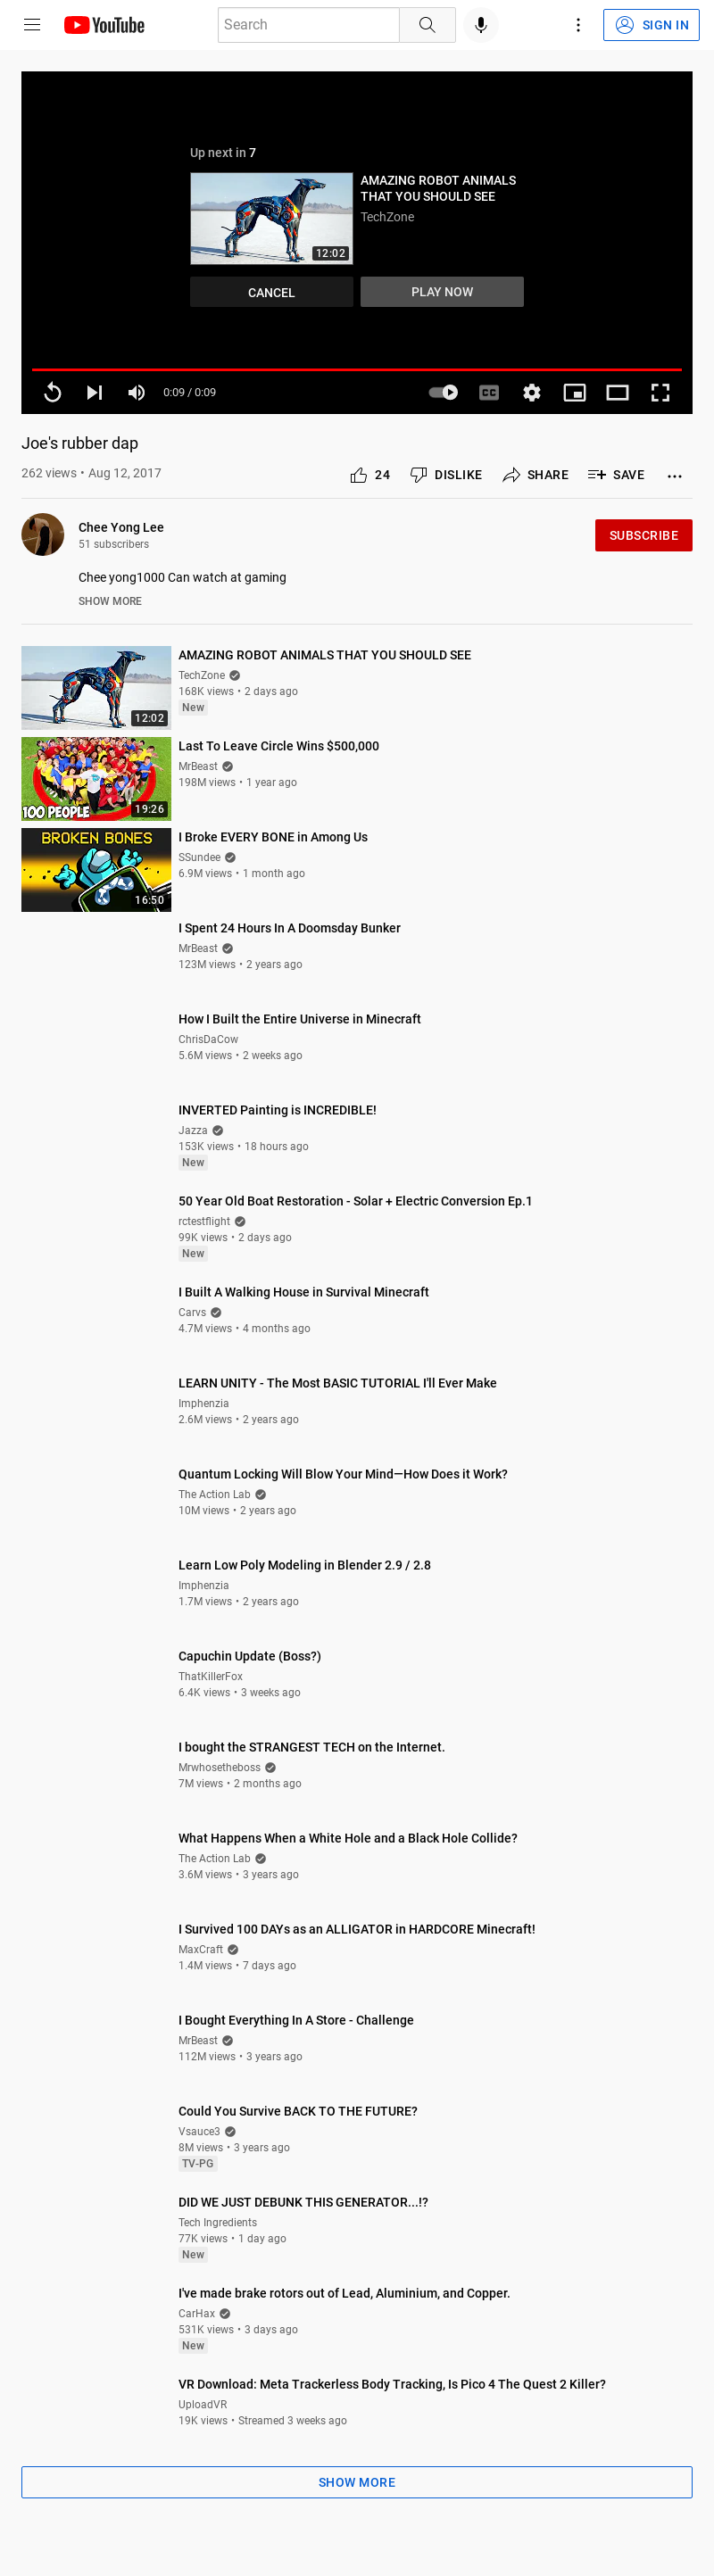 YouTube
Search
SIGN IN
Up next in 7
AMAZING ROBOT ANIMALS
THAT YOU SHOULD SEE
TechZone
12:02
CANCEL
PLAY NOW
0:09 / 0:09
CC
Joe's rubber dap
262 views • Aug 12, 2017
24
DISLIKE
SHARE
SAVE
Chee Yong Lee
51 subscribers
SUBSCRIBE
Chee yong1000 Can watch at gaming
SHOW MORE
AMAZING ROBOT ANIMALS THAT YOU SHOULD SEE
TechZone
168K views • 2 days ago
New
12:02
Last To Leave Circle Wins $500,000
MrBeast
198M views • 1 year ago
100 PEOPLE
19:26
I Broke EVERY BONE in Among Us
SSundee
6.9M views • 1 month ago
BROKEN BONES
16:50
I Spent 24 Hours In A Doomsday Bunker
MrBeast
123M views • 2 years ago
How I Built the Entire Universe in Minecraft
ChrisDaCow
5.6M views • 2 weeks ago
INVERTED Painting is INCREDIBLE!
Jazza
153K views • 18 hours ago
New
50 Year Old Boat Restoration - Solar + Electric Conversion Ep.1
rctestflight
99K views • 2 days ago
New
I Built A Walking House in Survival Minecraft
Carvs
4.7M views • 4 months ago
LEARN UNITY - The Most BASIC TUTORIAL I'll Ever Make
Imphenzia
2.6M views • 2 years ago
Quantum Locking Will Blow Your Mind—How Does it Work?
The Action Lab
10M views • 2 years ago
Learn Low Poly Modeling in Blender 2.9 / 2.8
Imphenzia
1.7M views • 2 years ago
Capuchin Update (Boss?)
ThatKillerFox
6.4K views • 3 weeks ago
I bought the STRANGEST TECH on the Internet.
Mrwhosetheboss
7M views • 2 months ago
What Happens When a White Hole and a Black Hole Collide?
The Action Lab
3.6M views • 3 years ago
I Survived 100 DAYs as an ALLIGATOR in HARDCORE Minecraft!
MaxCraft
1.4M views • 7 days ago
I Bought Everything In A Store - Challenge
MrBeast
112M views • 3 years ago
Could You Survive BACK TO THE FUTURE?
Vsauce3
8M views • 3 years ago
TV-PG
DID WE JUST DEBUNK THIS GENERATOR...!?
Tech Ingredients
77K views • 1 day ago
New
I've made brake rotors out of Lead, Aluminium, and Copper.
CarHax
531K views • 3 days ago
New
VR Download: Meta Trackerless Body Tracking, Is Pico 4 The Quest 2 Killer?
UploadVR
19K views • Streamed 3 weeks ago
SHOW MORE